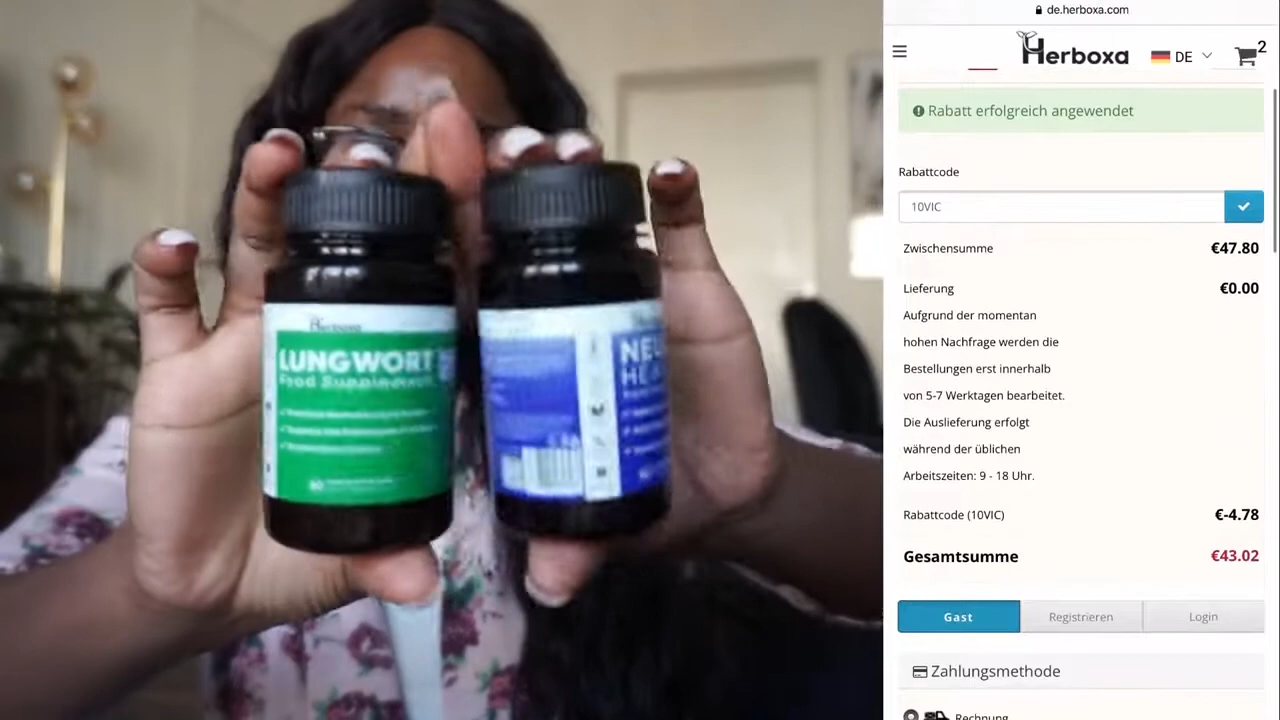 Herboxa
LUNGWORT
Food Supplement
NEU
HEA
de.herboxa.com
Herboxa
DE
2
Rabatt erfolgreich angewendet
Rabattcode
10VIC
Zwischensumme €47.80
Lieferung €0.00
Aufgrund der momentan
hohen Nachfrage werden die
Bestellungen erst innerhalb
von 5-7 Werktagen bearbeitet.
Die Auslieferung erfolgt
während der üblichen
Arbeitszeiten: 9 - 18 Uhr.
Rabattcode (10VIC) €-4.78
Gesamtsumme €43.02
Gast Registrieren Login
Zahlungsmethode
Rechnung